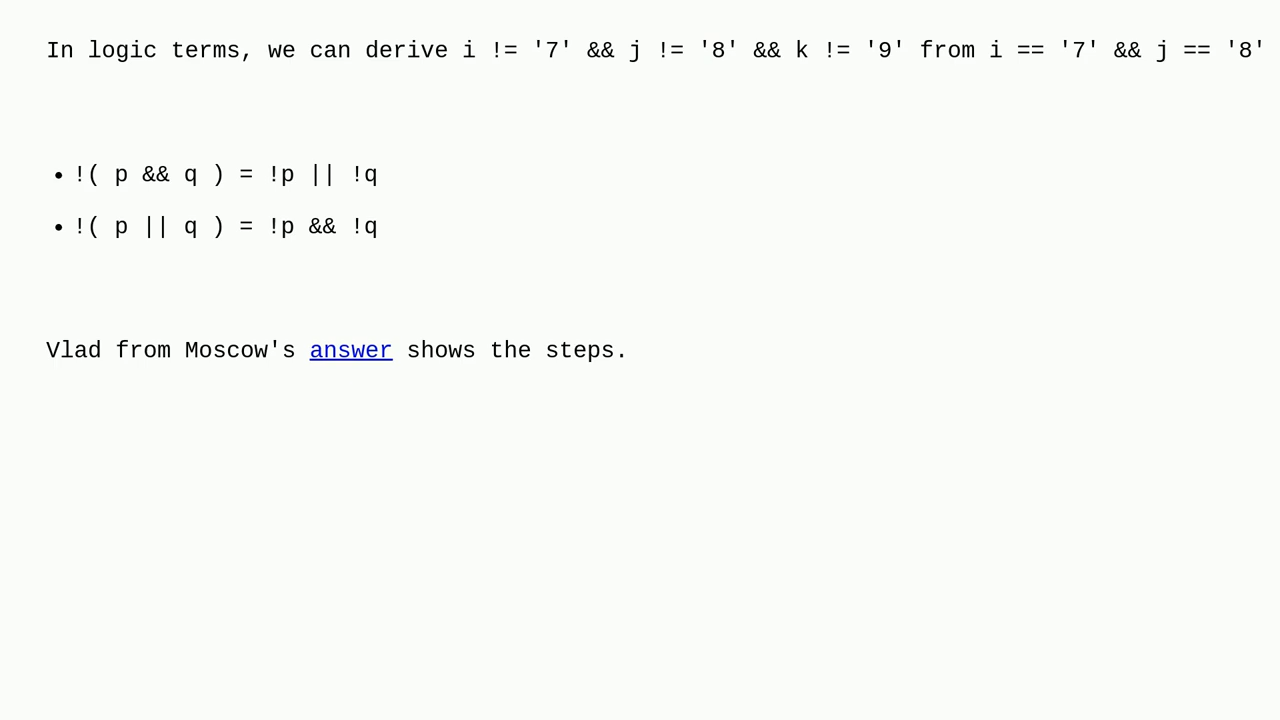 In logic terms, we can derive i != '7' && j != '8' && k != '9' from i == '7' && j == '8'
• !( p && q ) = !p || !q
• !( p || q ) = !p && !q
Vlad from Moscow's answer shows the steps.